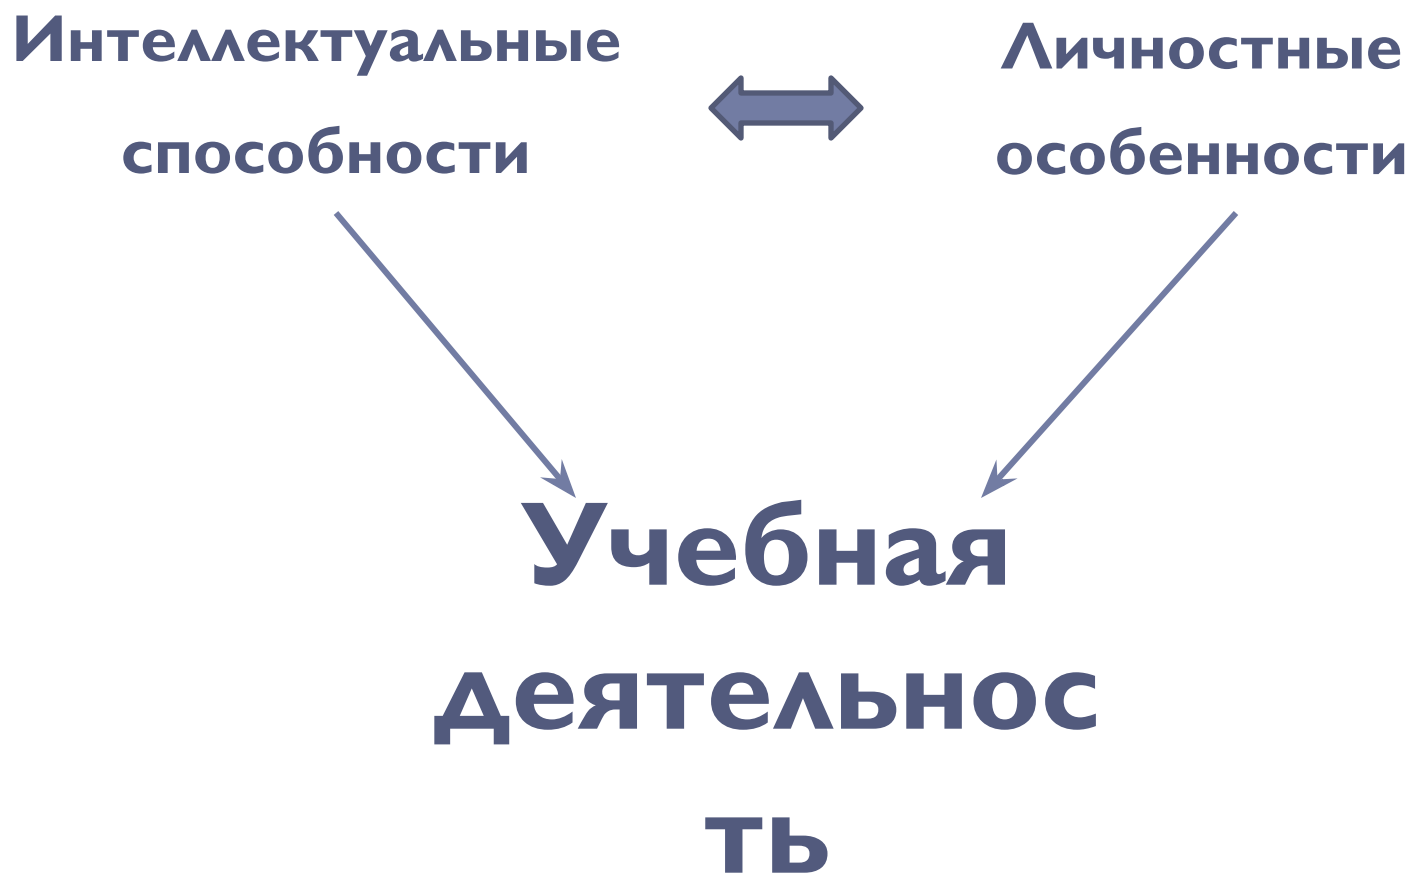 Интеллектуальные
способности
Личностные
особенности
Учебная
деятельнос
ть